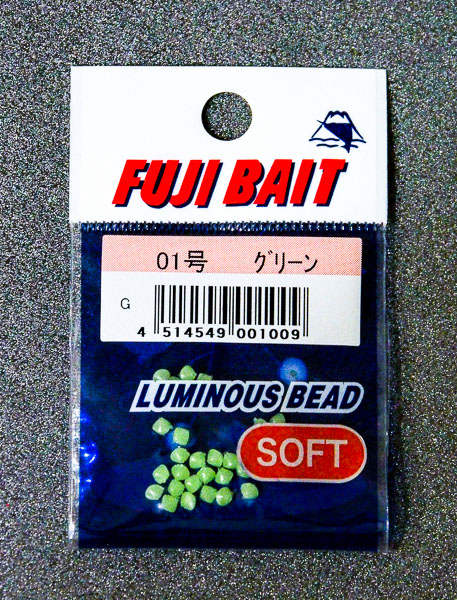 FUJI BAIT
01号 グリーン
G
4 514549 001009
LUMINOUS BEAD
SOFT